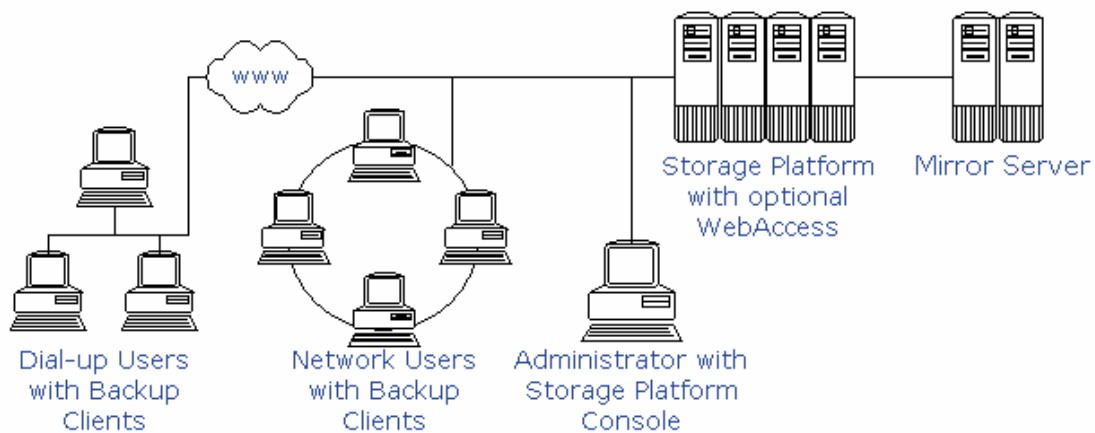 www
Storage Platform
with optional
WebAccess
Mirror Server
Dial-up Users
with Backup
Clients
Network Users
with Backup
Clients
Administrator with
Storage Platform
Console